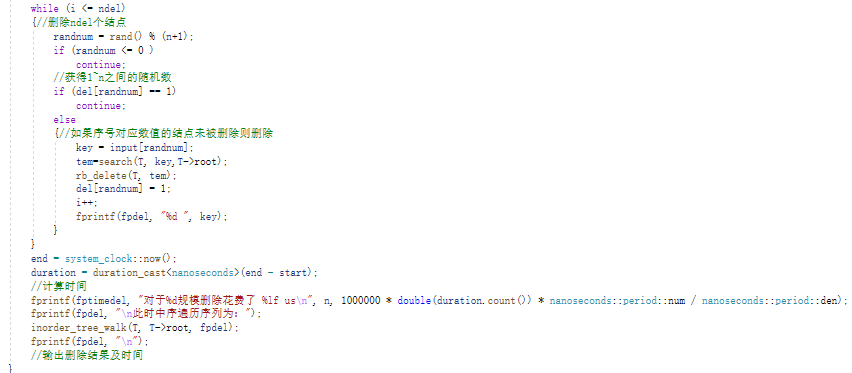 while (i <= ndel)
{//删除ndel个结点
randnum = rand() % (n+1);
if (randnum <= 0 )
continue;
//获得1~n之间的随机数
if (del[randnum] == 1)
continue;
else
{//如果序号对应数值的结点未被删除则删除
key = input[randnum];
tem=search(T, key,T->root);
rb_delete(T, tem);
del[randnum] = 1;
i++;
fprintf(fpdel, "%d ", key);
}
}
end = system_clock::now();
duration = duration_cast<nanoseconds>(end - start);
//计算时间
fprintf(fptimedel, "对于%d规模删除花费了 %lf us\n", n, 1000000 * double(duration.count()) * nanoseconds::period::num / nanoseconds::period::den);
fprintf(fpdel, "\n此时中序遍历序列为: ");
inorder_tree_walk(T, T->root, fpdel);
fprintf(fpdel, "\n");
//输出删除结果及时间
}